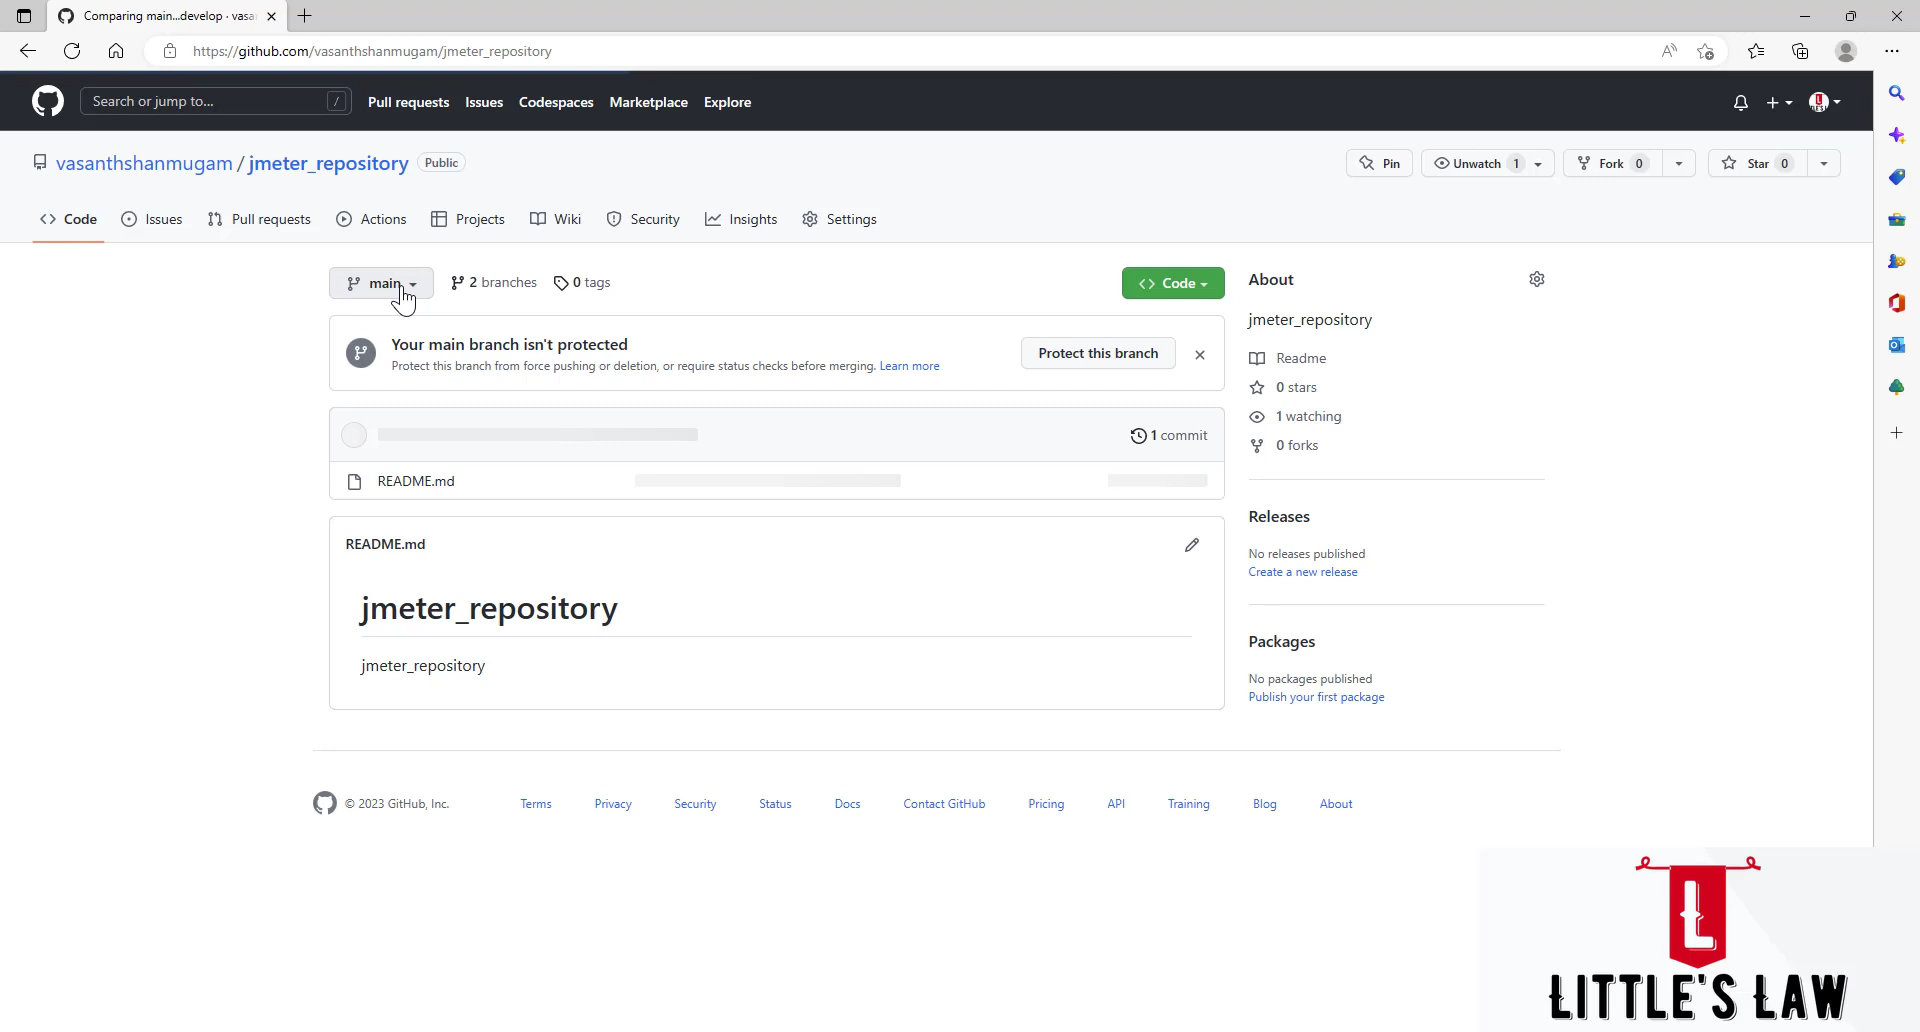 Comparing main...develop · vasa
https://github.com/vasanthshanmugam/jmeter_repository
Search or jump to... /
Pull requests Issues Codespaces Marketplace Explore
vasanthshanmugam / jmeter_repository Public
Pin Unwatch 1 Fork 0 Star 0
Code Issues Pull requests Actions Projects Wiki Security Insights Settings
main 2 branches 0 tags Code
Your main branch isn't protected
Protect this branch from force pushing or deletion, or require status checks before merging. Learn more
Protect this branch
1 commit
README.md
README.md
jmeter_repository
jmeter_repository
About
jmeter_repository
Readme
0 stars
1 watching
0 forks
Releases
No releases published
Create a new release
Packages
No packages published
Publish your first package
© 2023 GitHub, Inc. Terms Privacy Security Status Docs Contact GitHub Pricing API Training Blog About
L
LITTLE'S LAW